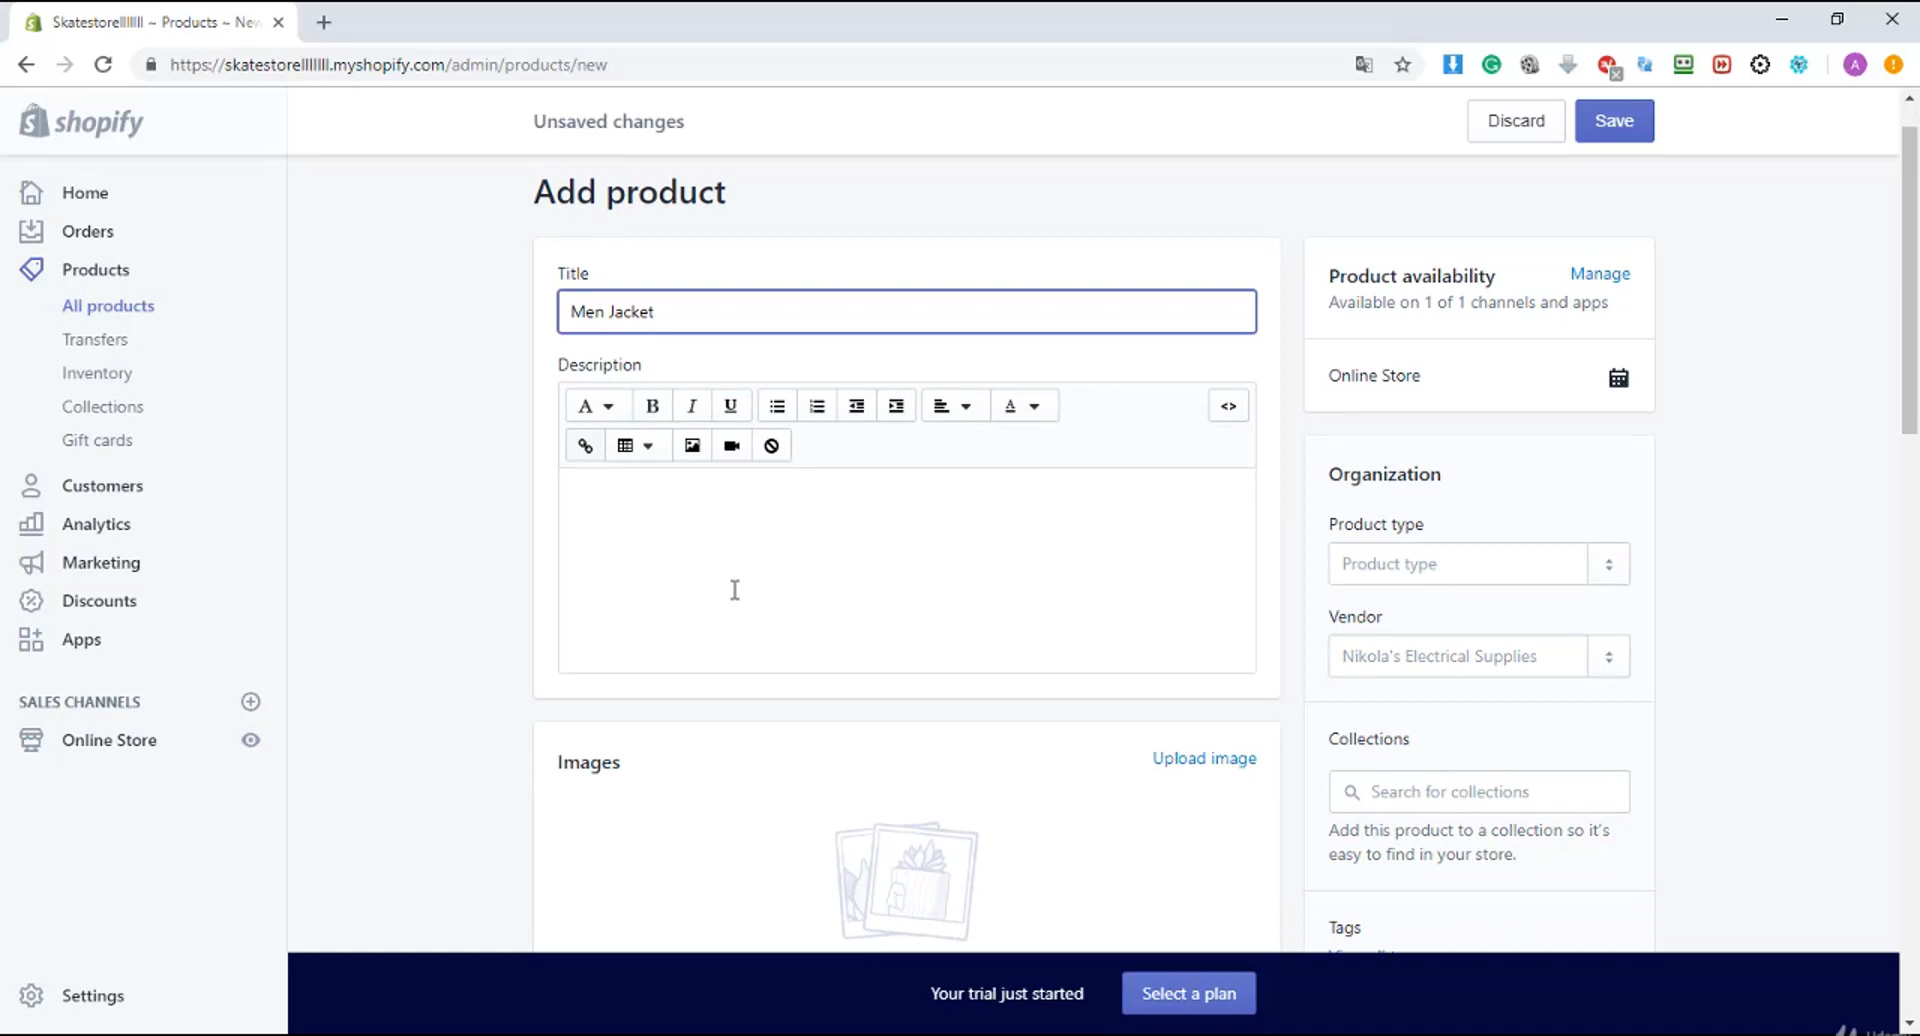 Skatestorelllllll ~ Products ~ New
https://skatestorelllllll.myshopify.com/admin/products/new
A
shopify
Unsaved changes
Discard
Save
Home
Orders
Products
All products
Transfers
Inventory
Collections
Gift cards
Customers
Analytics
Marketing
Discounts
Apps
SALES CHANNELS
Online Store
Settings
Add product
Title
Men Jacket
Description
A B I U A <>
Images
Upload image
Product availability
Manage
Available on 1 of 1 channels and apps
Online Store
Organization
Product type
Product type
Vendor
Nikola's Electrical Supplies
Collections
Search for collections
Add this product to a collection so it's
easy to find in your store.
Tags
Your trial just started
Select a plan